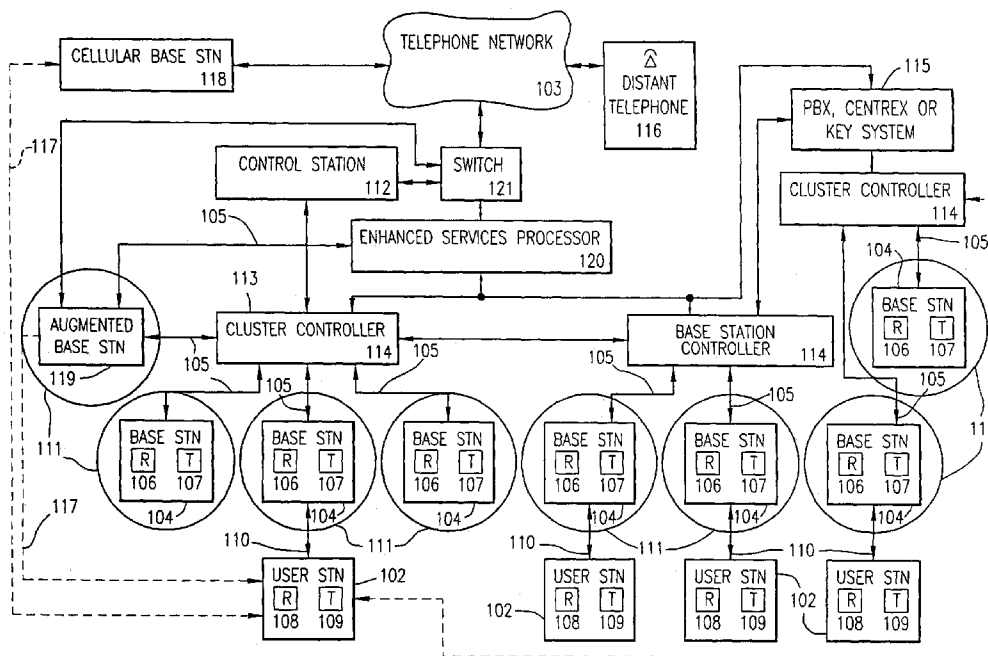 CELLULAR BASE STN
118
TELEPHONE NETWORK
103
DISTANT
TELEPHONE
116
115
PBX, CENTREX OR
KEY SYSTEM
117
CONTROL STATION
112
SWITCH
121
CLUSTER CONTROLLER
114
105
105
ENHANCED SERVICES PROCESSOR
120
104
113
BASE STN
R T
106 107
AUGMENTED
BASE STN
119
105
CLUSTER CONTROLLER
114
105
BASE STATION
CONTROLLER
114
105
105
105
105
105
105
111
11
BASE STN
R T
106 107
104
BASE STN
R T
106 107
104
BASE STN
R T
106 107
104
BASE STN
R T
106 107
104
BASE STN
R T
106 107
104
BASE STN
R T
106 107
104
117
110
111
110
111
110
USER STN
R T
108 109
102
USER STN
R T
108 109
102
USER STN
R T
108 109
102
USER STN
R T
108 109